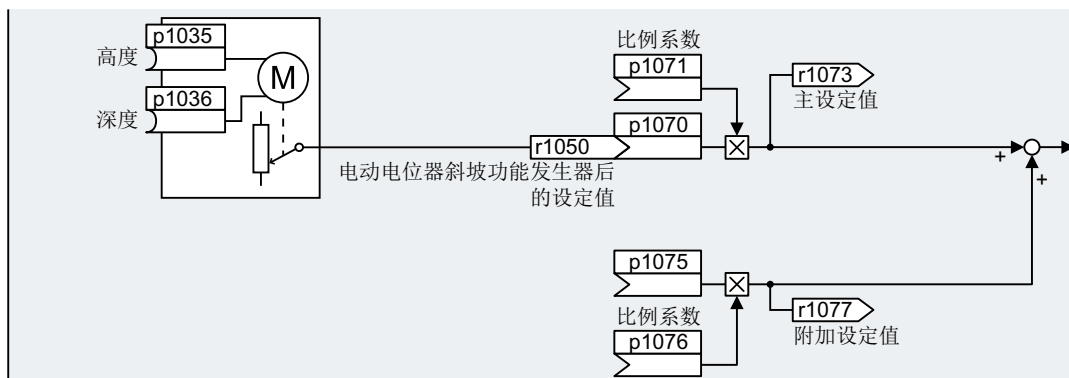 p1035
高度
M
p1036
深度
比例系数
p1071
r1073
主设定值
p1070
r1050
电动电位器斜坡功能发生器后
的设定值
+
+
p1075
r1077
附加设定值
比例系数
p1076